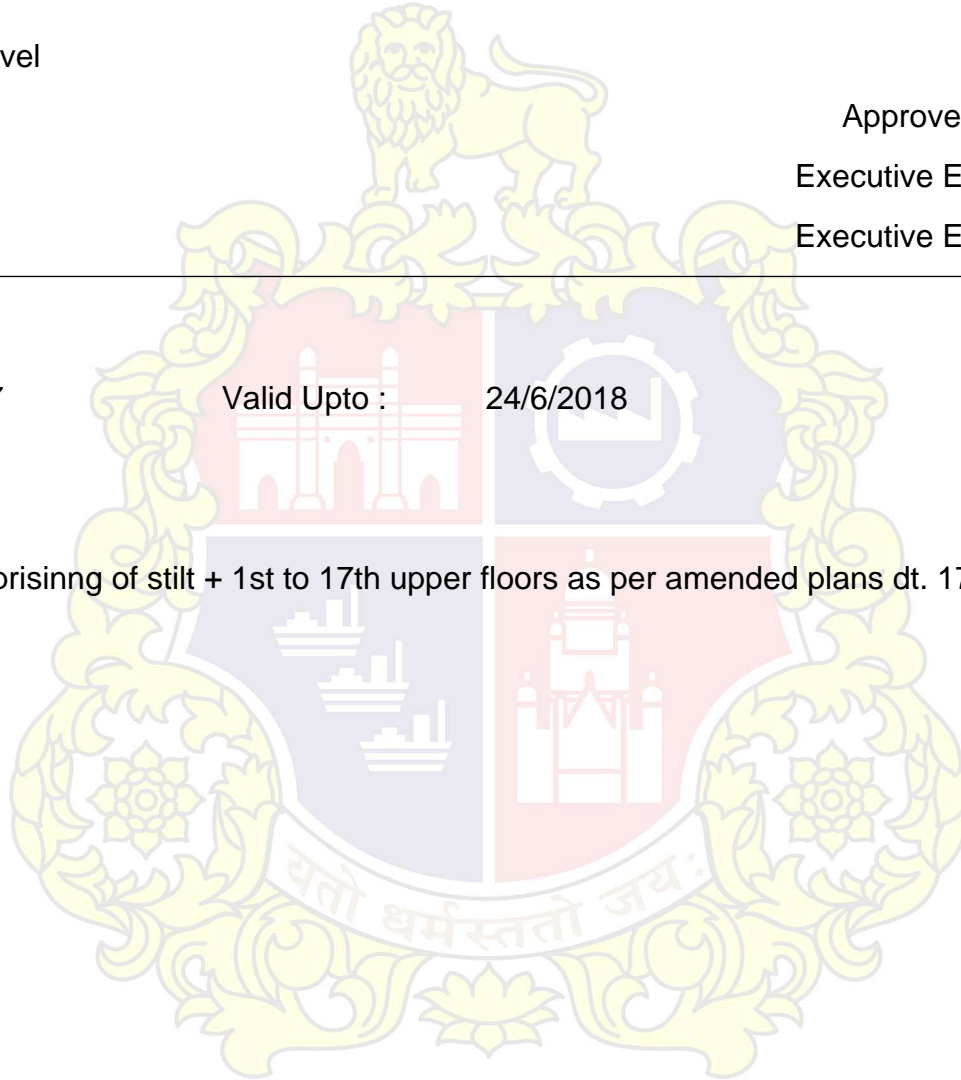 vel
Approve
Executive E
Executive E
7 Valid Upto : 24/6/2018
prisinng of stilt + 1st to 17th upper floors as per amended plans dt. 17
यतो धर्मस्ततो जय: